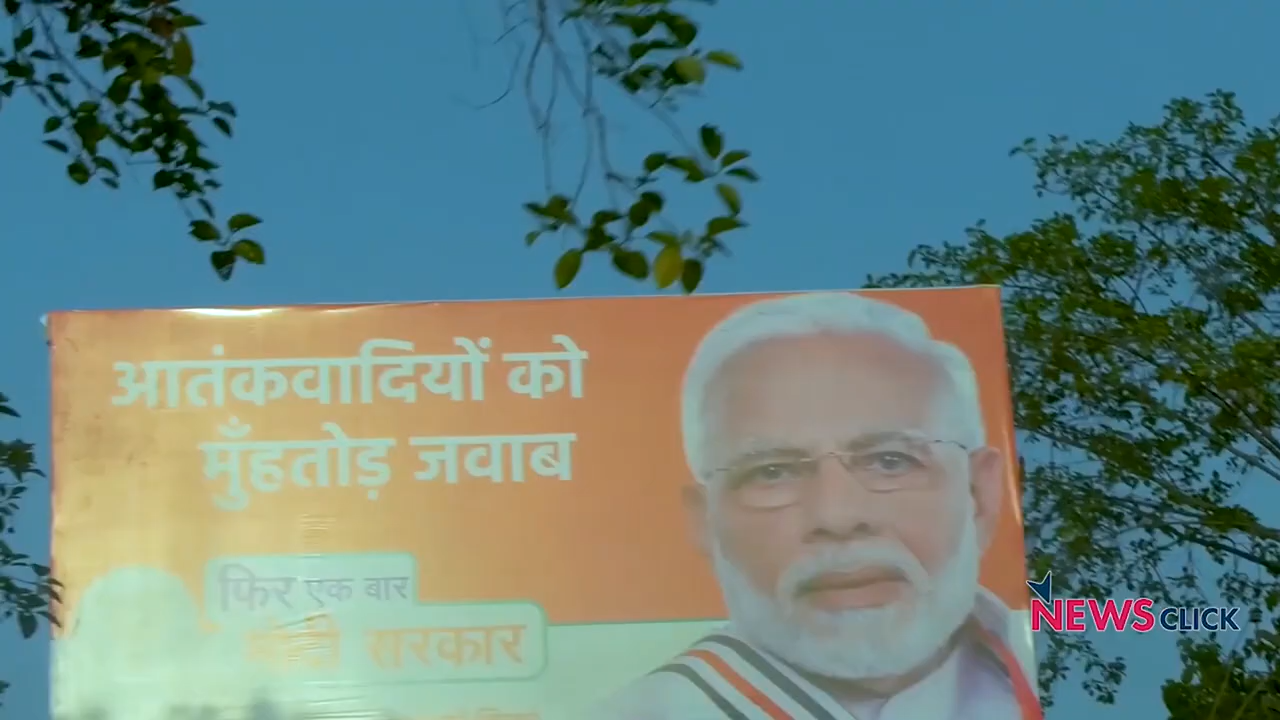 आतंकवादियों को
मुँहतोड़ जवाब
फिर एक बार
मोदी सरकार
NEWSCLICK